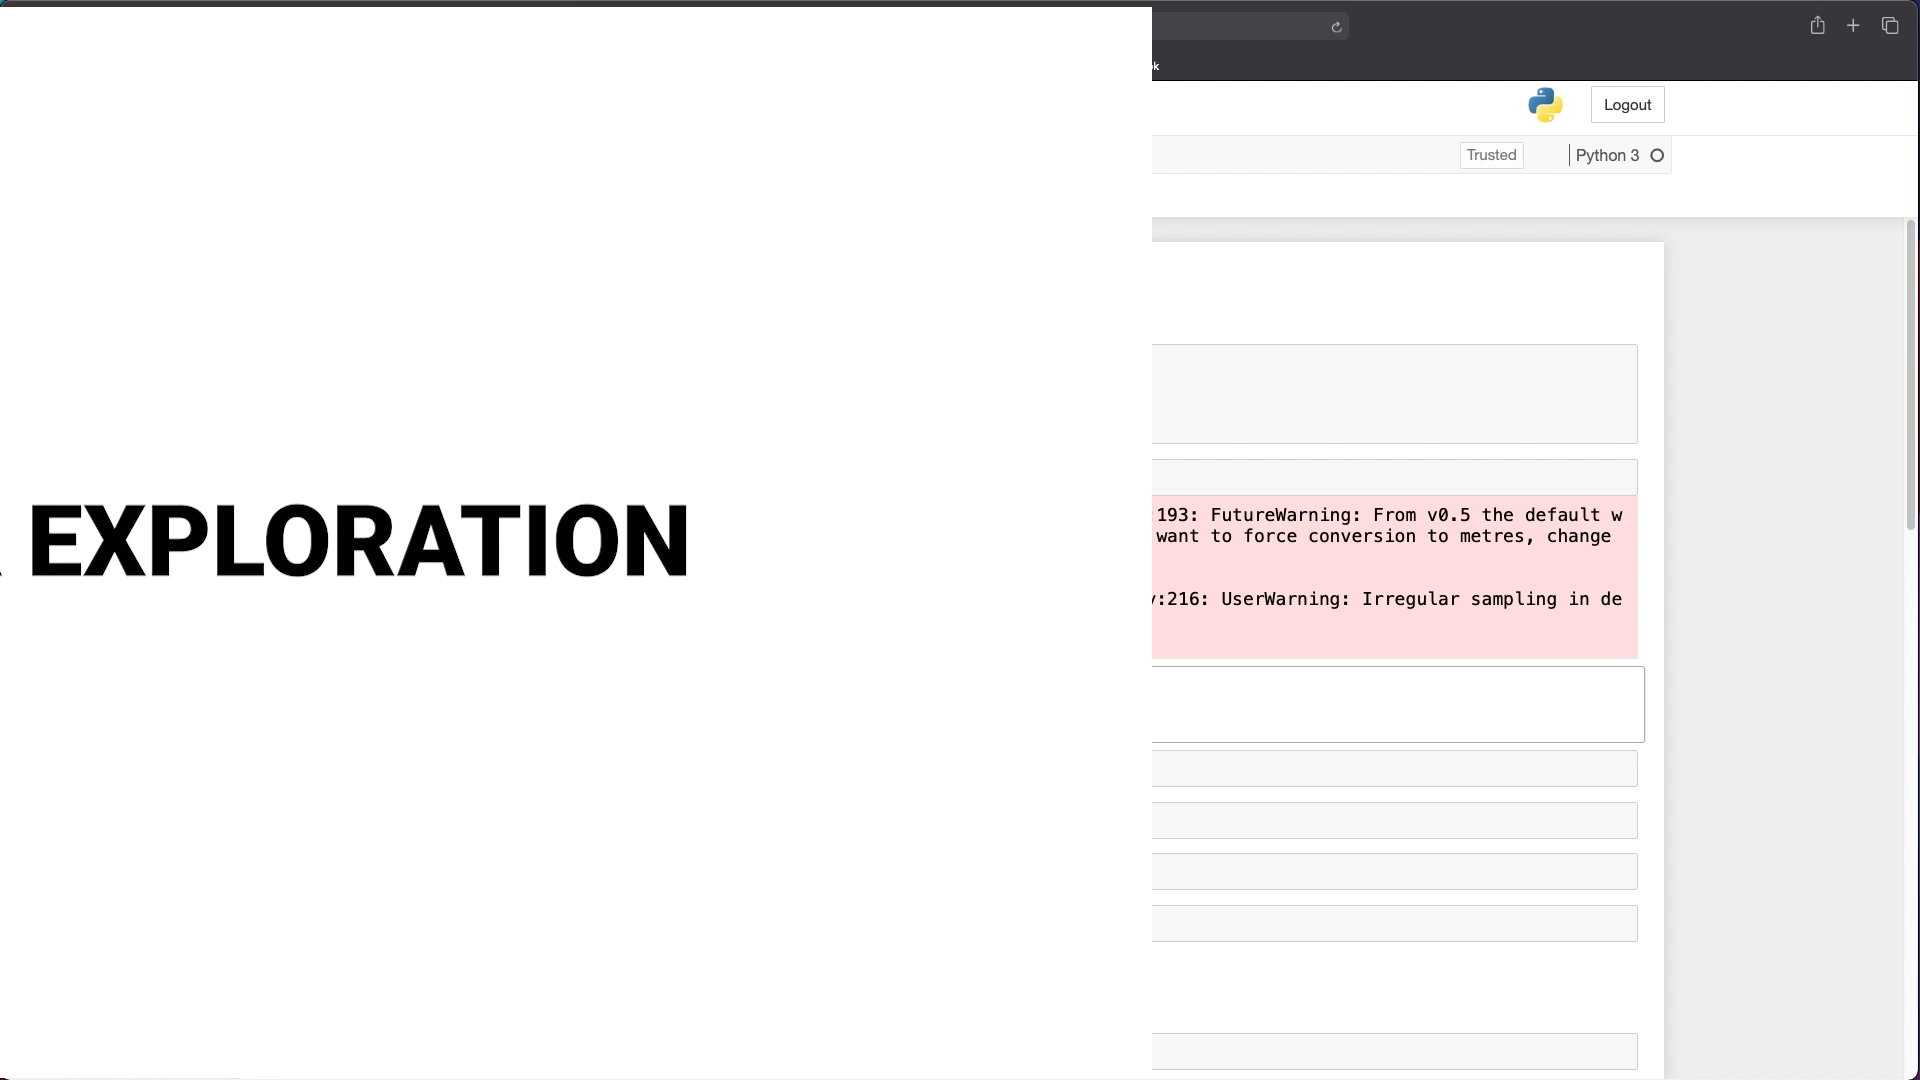 EXPLORATION
Logout
Trusted
Python 3
:193: FutureWarning: From v0.5 the default w
want to force conversion to metres, change
:216: UserWarning: Irregular sampling in de